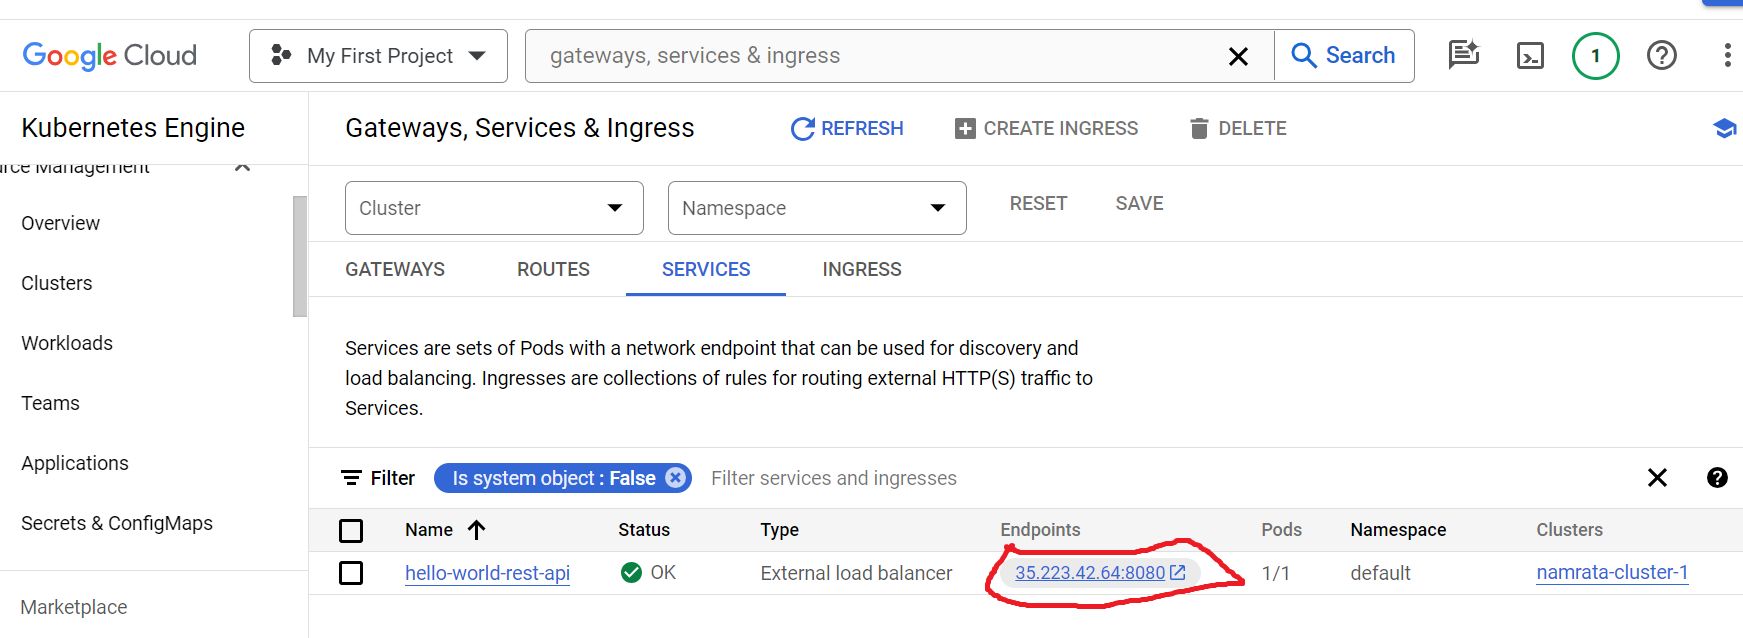 Google Cloud
My First Project
gateways, services & ingress
Search
1
Kubernetes Engine
Gateways, Services & Ingress
REFRESH
CREATE INGRESS
DELETE
Management
Overview
Clusters
Workloads
Teams
Applications
Secrets & ConfigMaps
Marketplace
Cluster
Namespace
RESET
SAVE
GATEWAYS
ROUTES
SERVICES
INGRESS
Services are sets of Pods with a network endpoint that can be used for discovery and
load balancing. Ingresses are collections of rules for routing external HTTP(S) traffic to
Services.
Filter
Is system object : False
Filter services and ingresses
Name Status Type Endpoints Pods Namespace Clusters
hello-world-rest-api OK External load balancer 35.223.42.64:8080 1/1 default namrata-cluster-1